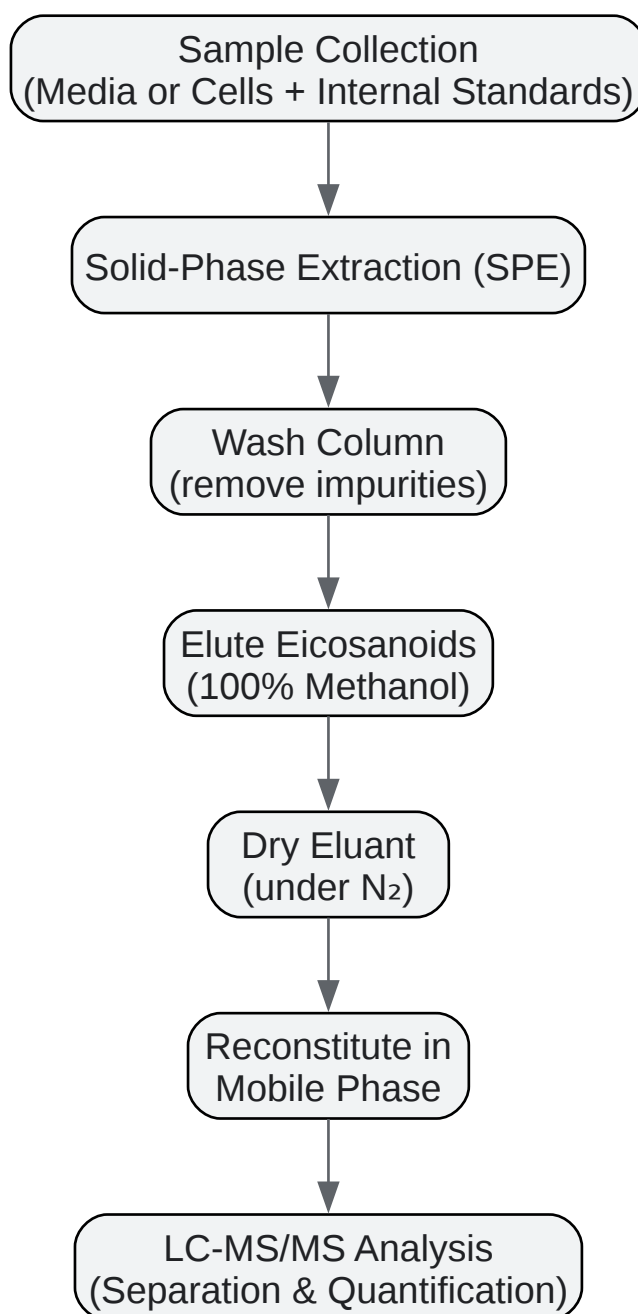 Sample Collection
(Media or Cells + Internal Standards)
Solid-Phase Extraction (SPE)
Wash Column
(remove impurities)
Elute Eicosanoids
(100% Methanol)
Dry Eluant
(under N₂)
Reconstitute in
Mobile Phase
LC-MS/MS Analysis
(Separation & Quantification)